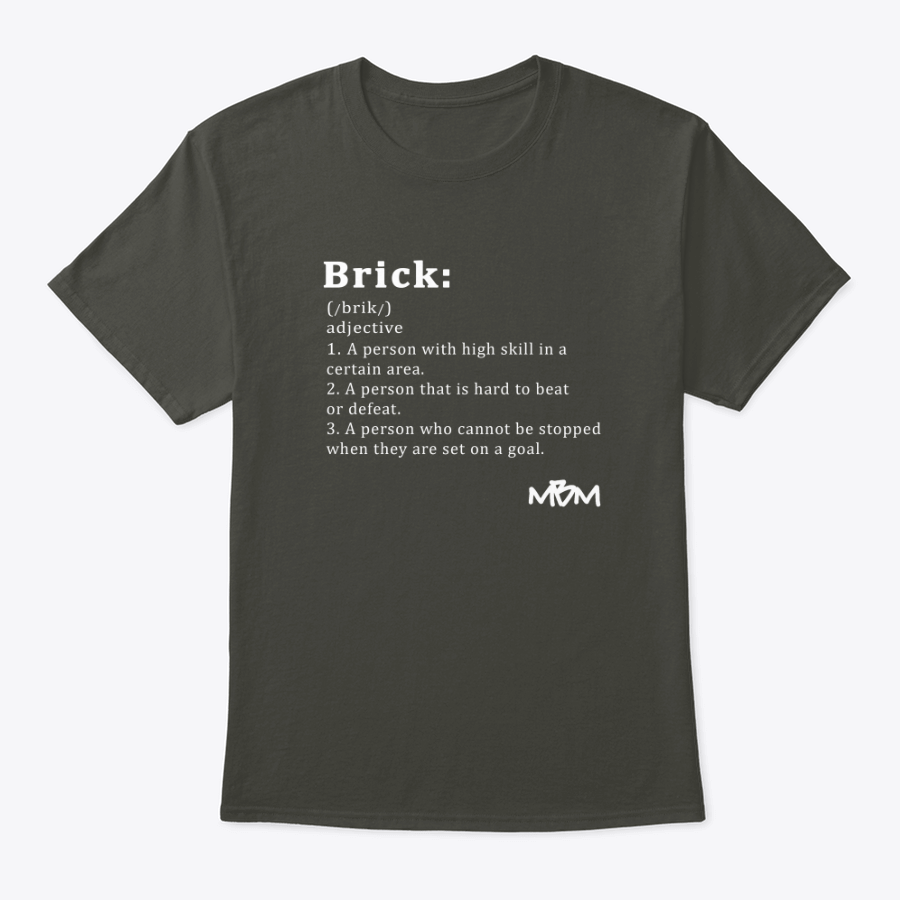 Brick:
(/brik/)
adjective
1. A person with high skill in a
certain area.
2. A person that is hard to beat
or defeat.
3. A person who cannot be stopped
when they are set on a goal.
MBM